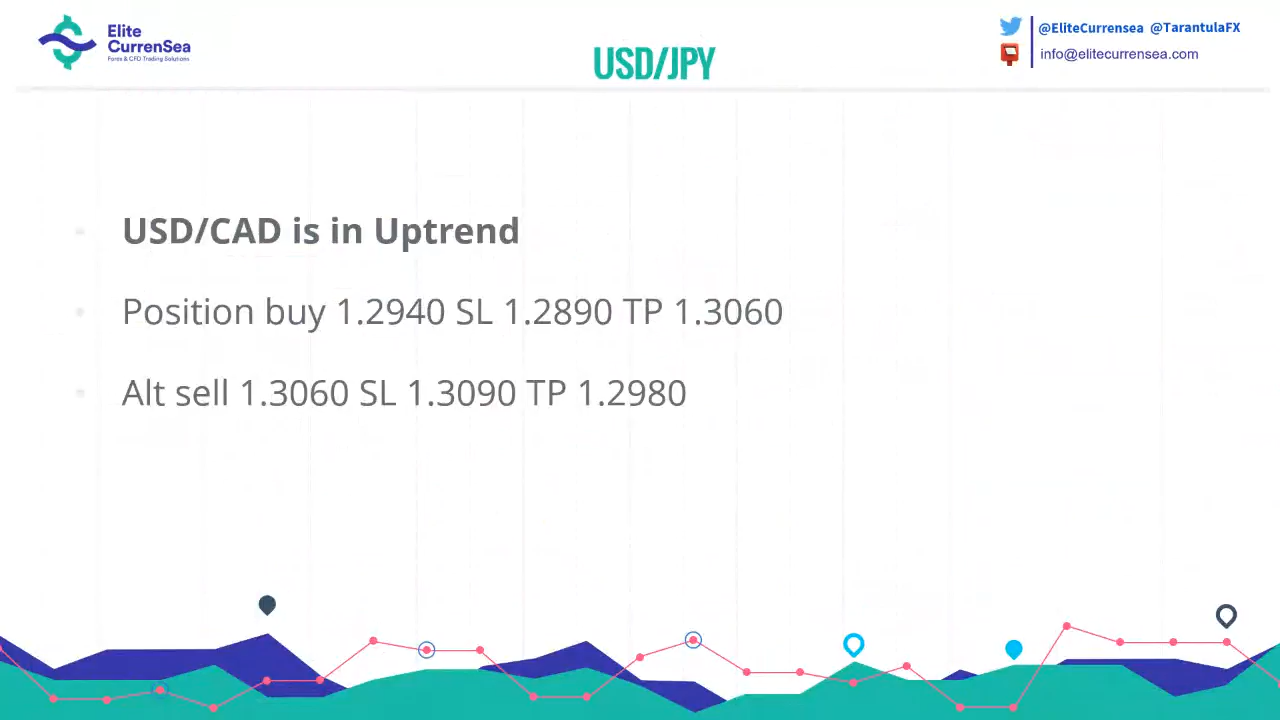 Elite
CurrenSea
Forex & CFD Trading Solutions
USD/JPY
@EliteCurrensea @TarantulaFX
info@elitecurrensea.com
USD/CAD is in Uptrend
Position buy 1.2940 SL 1.2890 TP 1.3060
Alt sell 1.3060 SL 1.3090 TP 1.2980